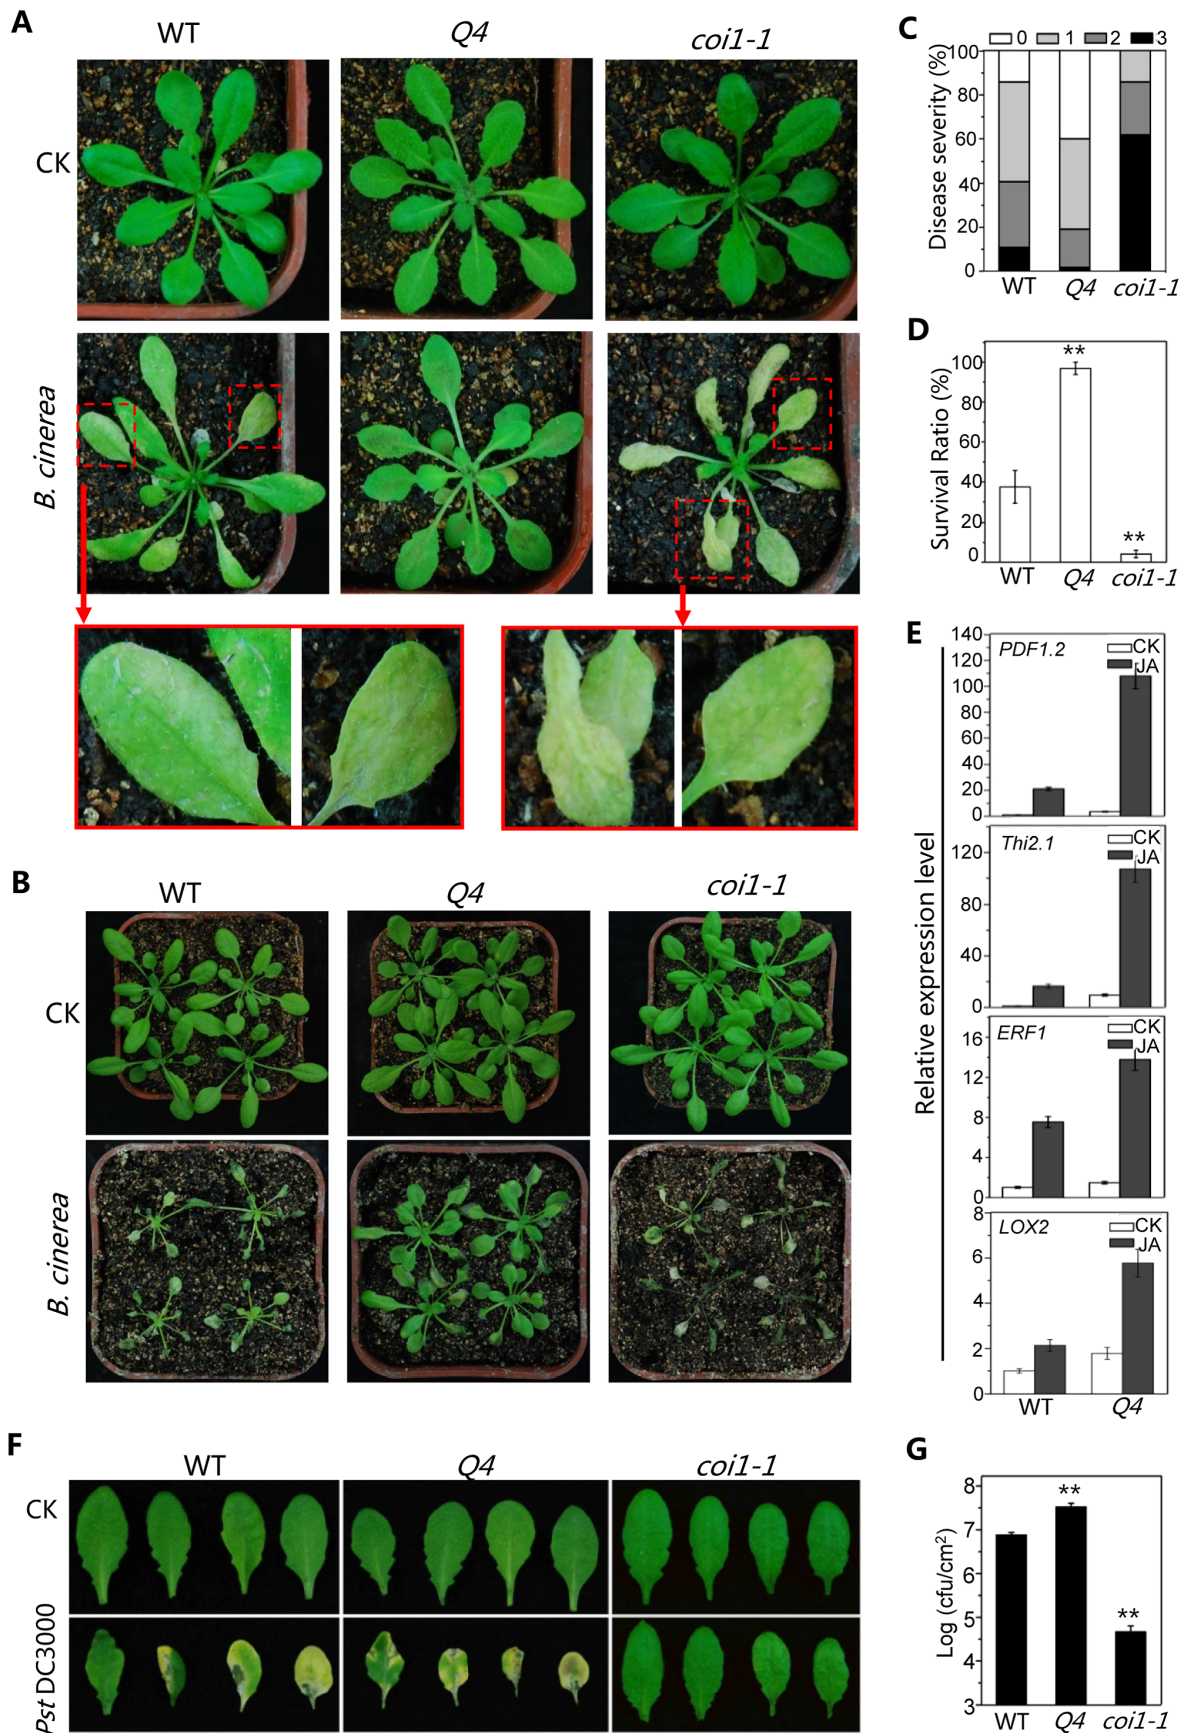 A
WT
Q4
coi1-1
CK
B. cinerea
B
WT
Q4
coi1-1
CK
B. cinerea
C
0 1 2 3
Disease severity (%)
100
80
60
40
20
0
WT
Q4
coi1-1
D
Survival Ratio (%)
100
80
60
40
20
0
**
**
WT
Q4
coi1-1
E
Relative expression level
PDF1.2
CK
JA
140
120
100
80
60
40
20
0
Thi2.1
CK
JA
120
80
40
0
ERF1
CK
JA
16
12
8
4
0
LOX2
CK
JA
8
6
4
2
0
WT
Q4
F
WT
Q4
coi1-1
CK
Pst DC3000
G
Log (cfu/cm²)
8
7
6
5
4
3
**
**
WT
Q4
coi1-1